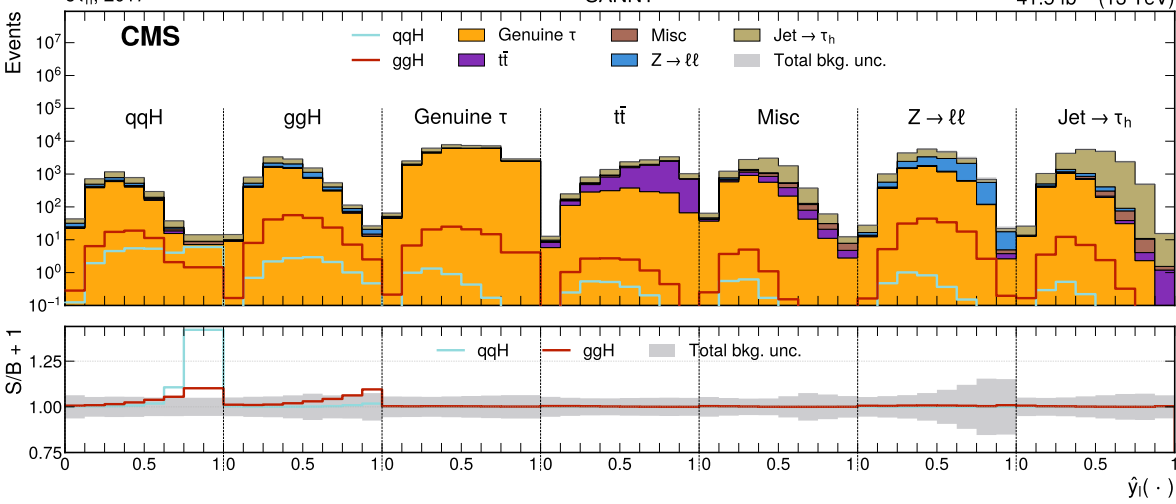 Events
CMS
qqH Genuine τ Misc Jet → τh
ggH tt̄ Z → ℓℓ Total bkg. unc.
10⁷
10⁶
10⁵
10⁴
10³
10²
10¹
10⁰
10⁻¹
qqH ggH Genuine τ tt̄ Misc Z → ℓℓ Jet → τh
S/B + 1
qqH ggH Total bkg. unc.
1.25
1.00
0.75
0 0.5 1 0 0.5 1 0 0.5 1 0 0.5 1 0 0.5 1 0 0.5 1 0 0.5 1
ŷl( · )